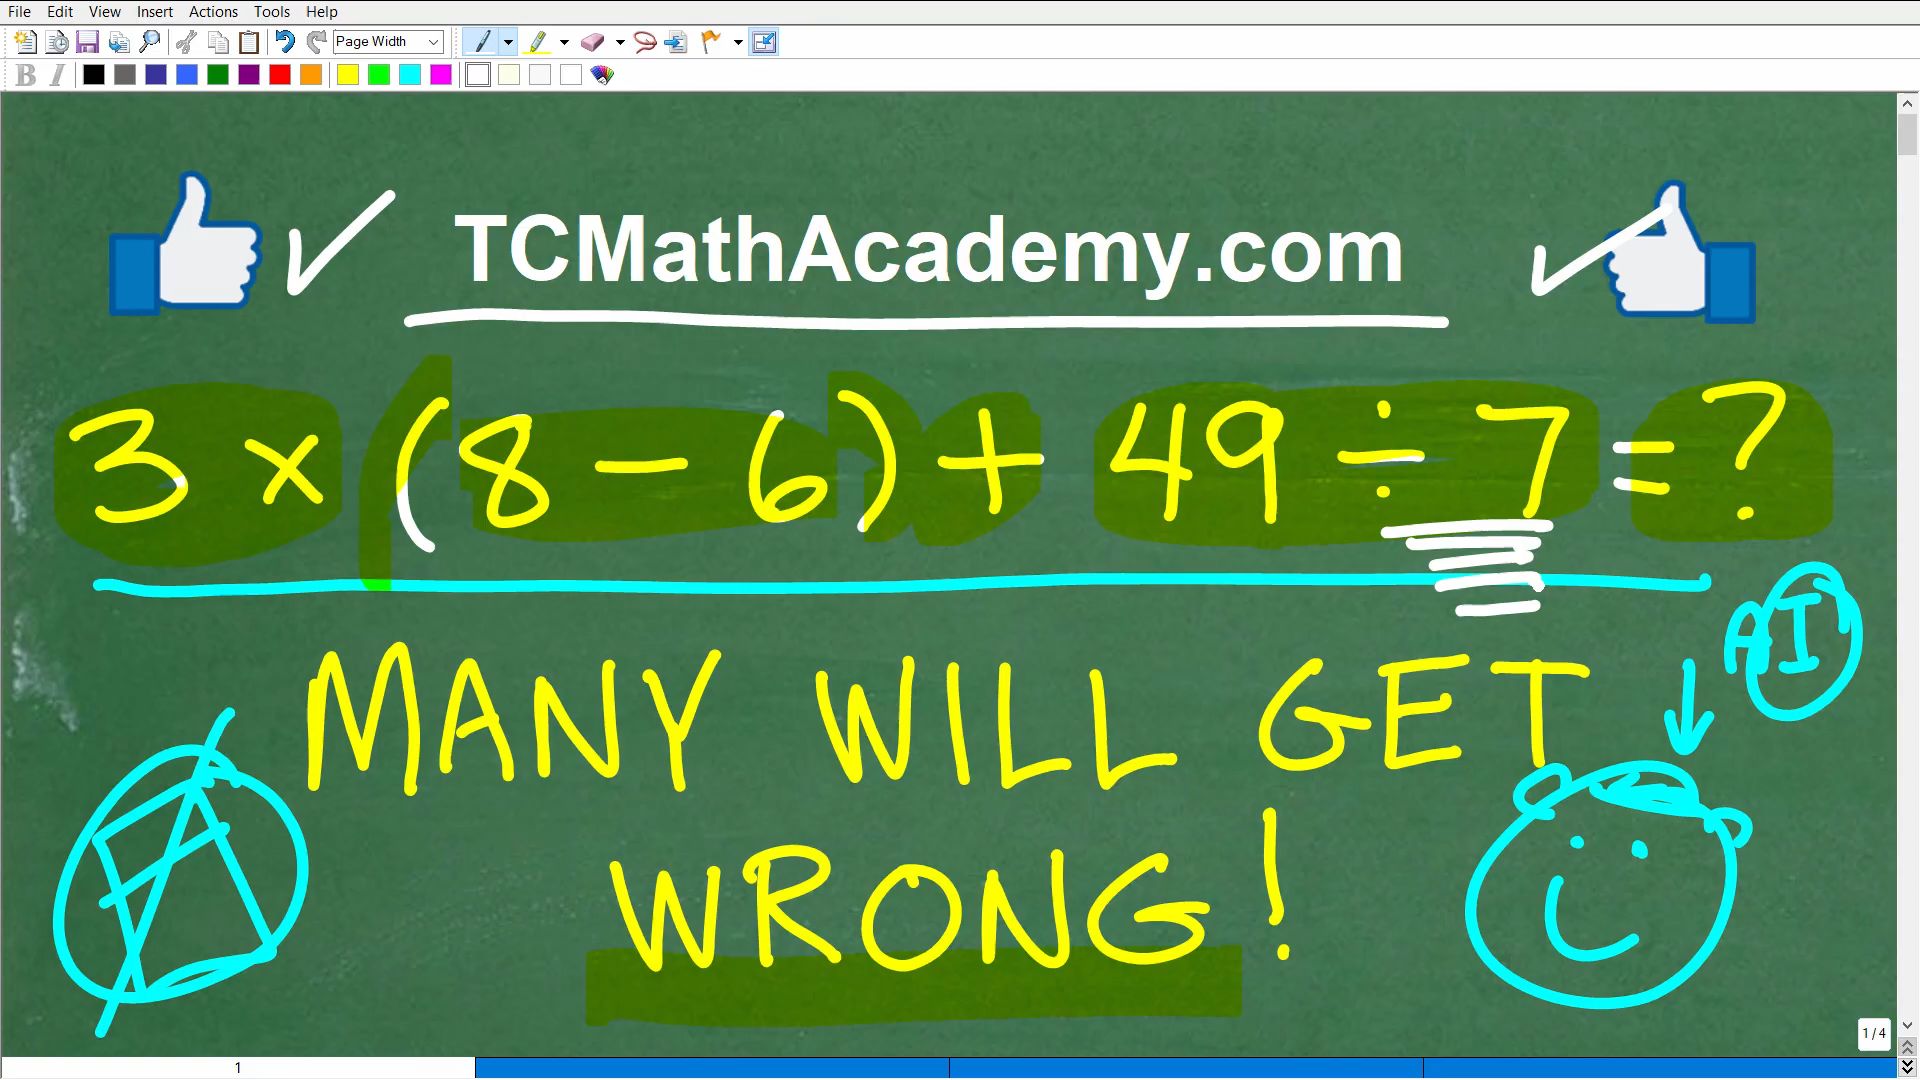 File Edit View Insert Actions Tools Help
Page Width
B I
TCMathAcademy.com
3 × (8 − 6) + 49 ÷ 7 = ?
AI
MANY WILL GET
WRONG!
1 / 4
1